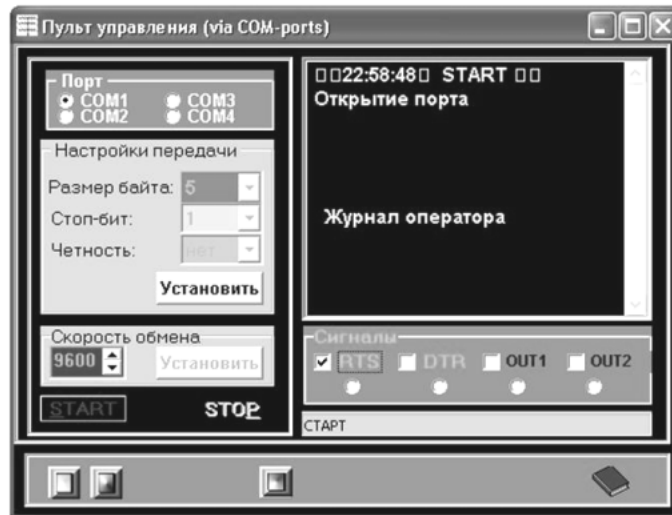 Пульт управления (via COM-ports)
Порт
COM1 COM3
COM2 COM4
Настройки передачи
Размер байта: 5
Стоп-бит: 1
Четность: нет
Установить
Скорость обмена
9600 Установить
START STOP
22:58:48 START
Открытие порта
Журнал оператора
Сигналы
RTS DTR OUT1 OUT2
СТАРТ